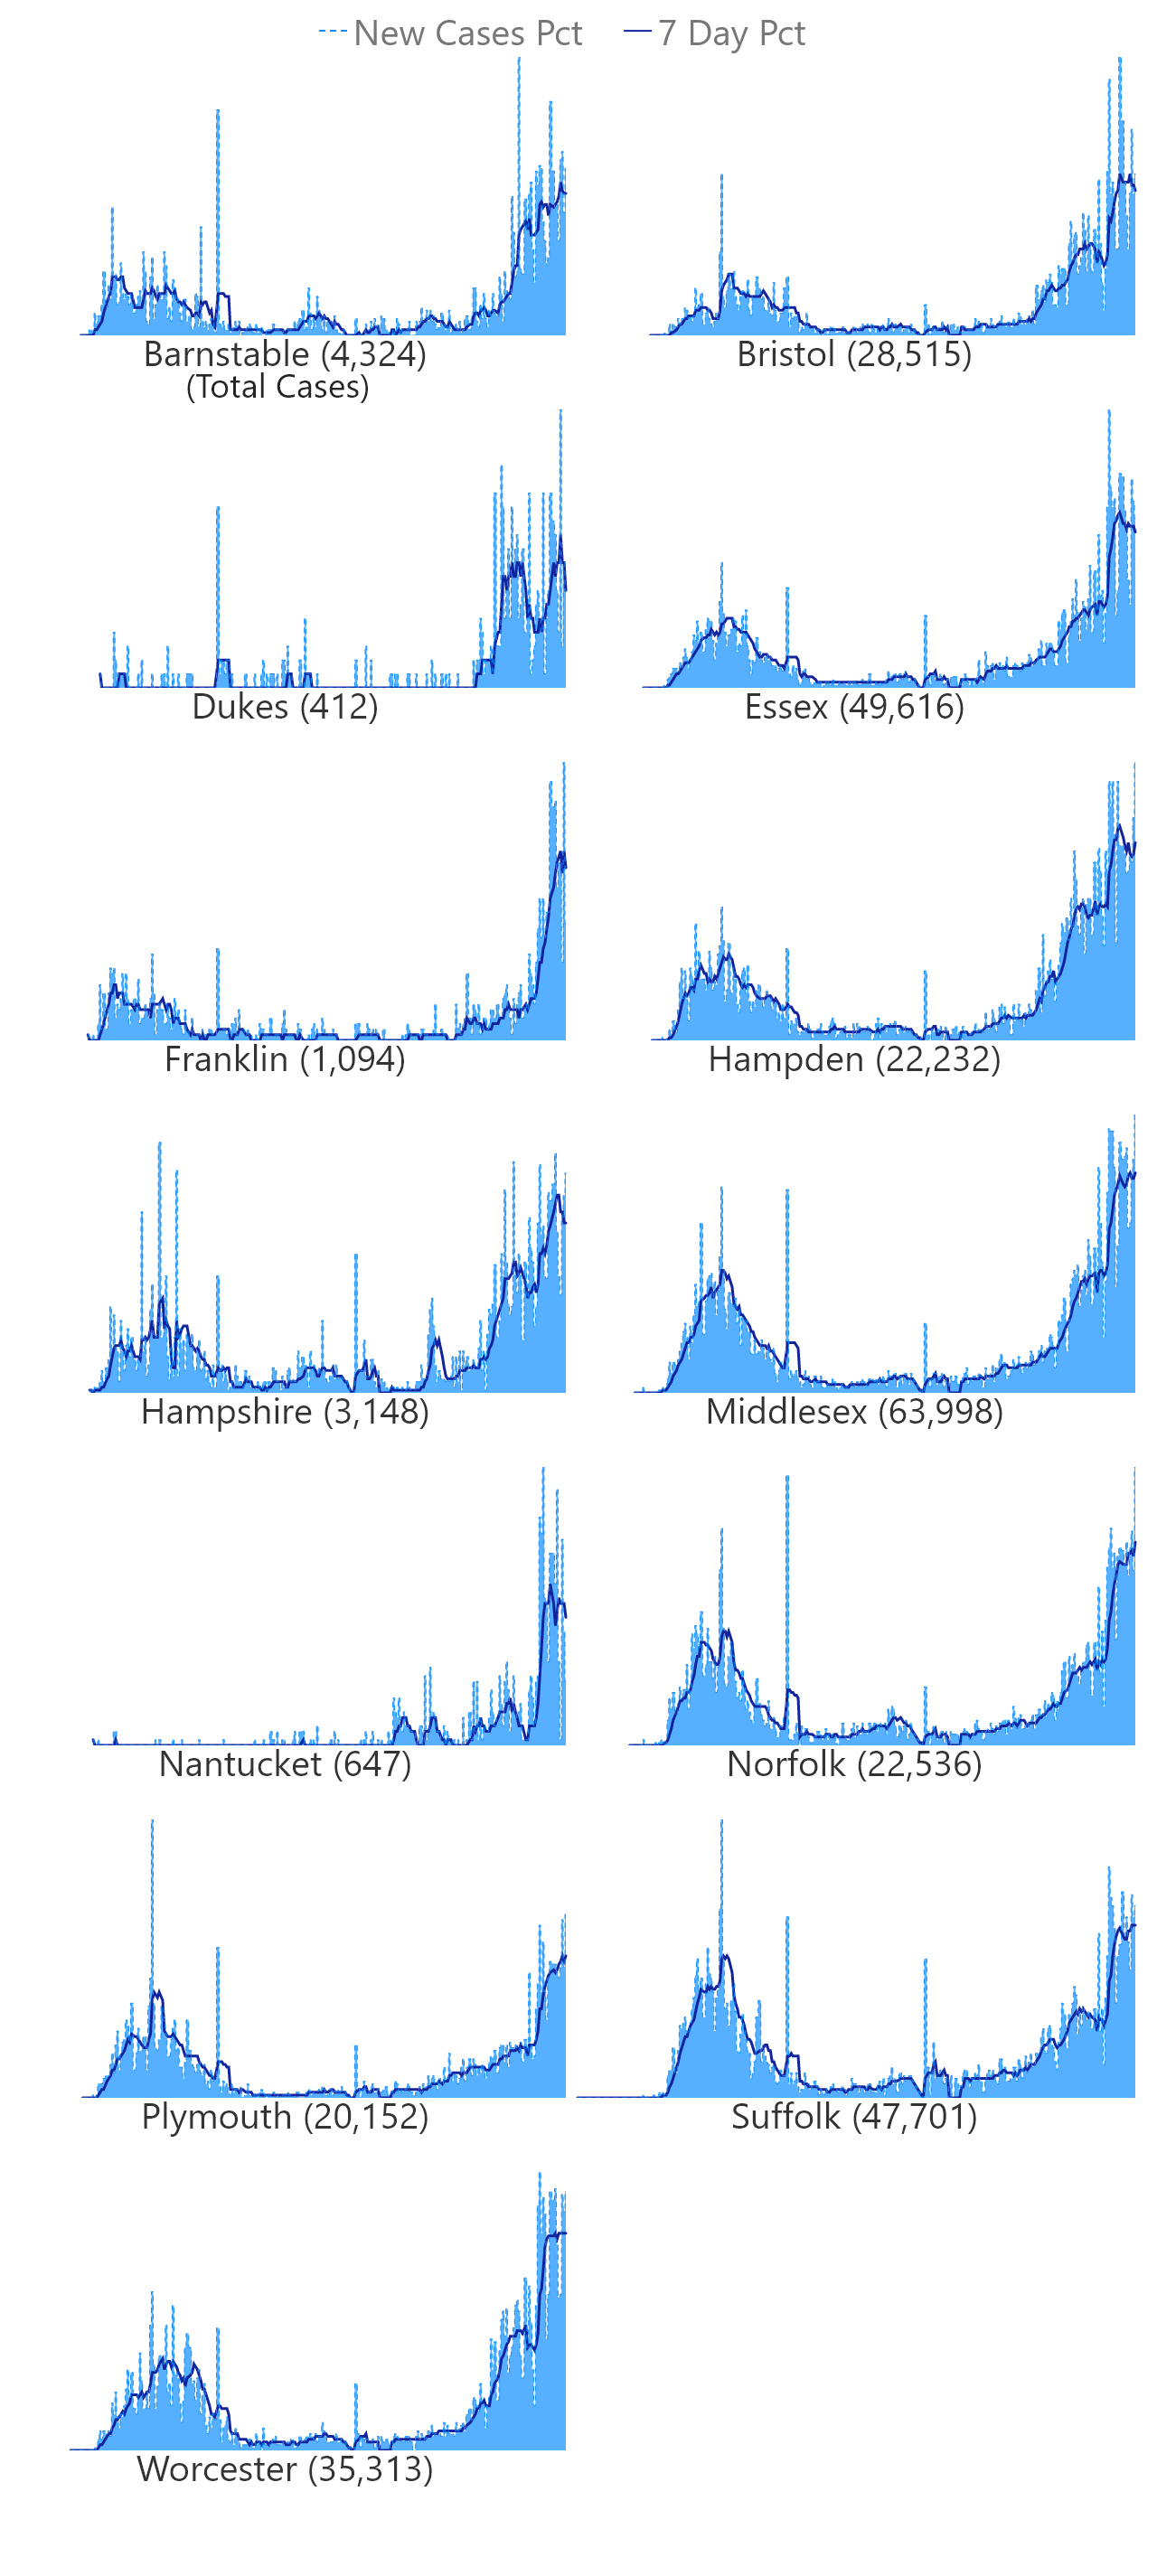 New Cases Pct 7 Day Pct
Barnstable (4,324)
(Total Cases)
Bristol (28,515)
Dukes (412)
Essex (49,616)
Franklin (1,094)
Hampden (22,232)
Hampshire (3,148)
Middlesex (63,998)
Nantucket (647)
Norfolk (22,536)
Plymouth (20,152)
Suffolk (47,701)
Worcester (35,313)